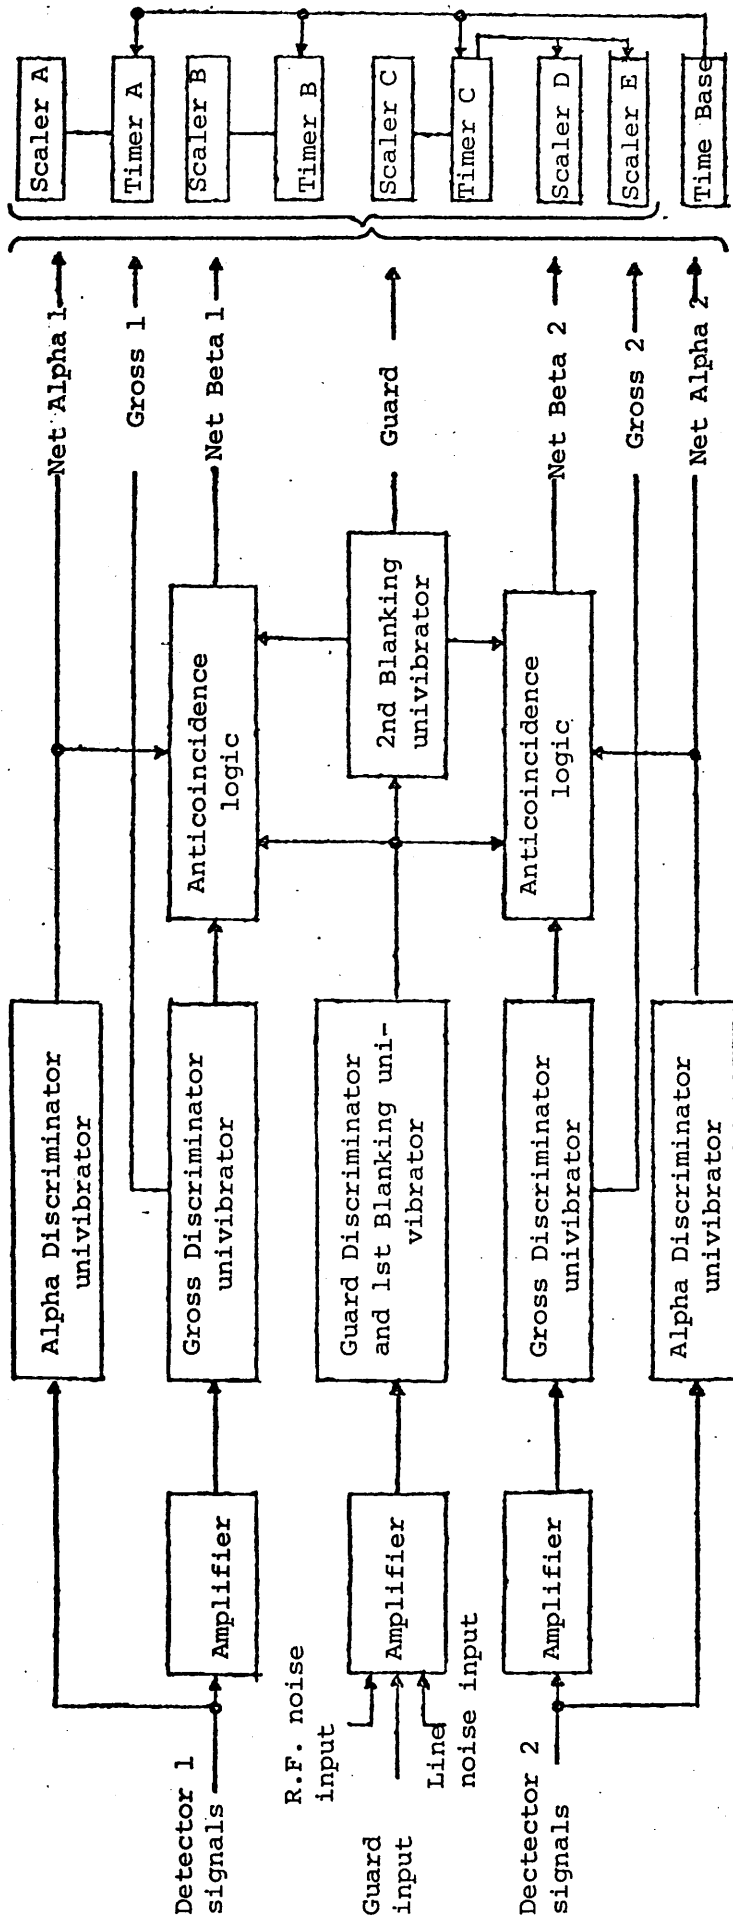 Detector 1
signals
R.F. noise
input
Guard
input
Line
noise input
Dectector 2
signals
Amplifier
Amplifier
Amplifier
Alpha Discriminator
univibrator
Gross Discriminator
univibrator
Guard Discriminator
and 1st Blanking uni-
vibrator
Gross Discriminator
univibrator
Alpha Discriminator
univibrator
Anticoincidence
logic
2nd Blanking
univibrator
Anticoincidence
logic
Net Alpha 1
Gross 1
Net Beta 1
Guard
Net Beta 2
Gross 2
Net Alpha 2
Scaler A
Timer A
Scaler B
Timer B
Scaler C
Timer C
Scaler D
Scaler E
Time Base